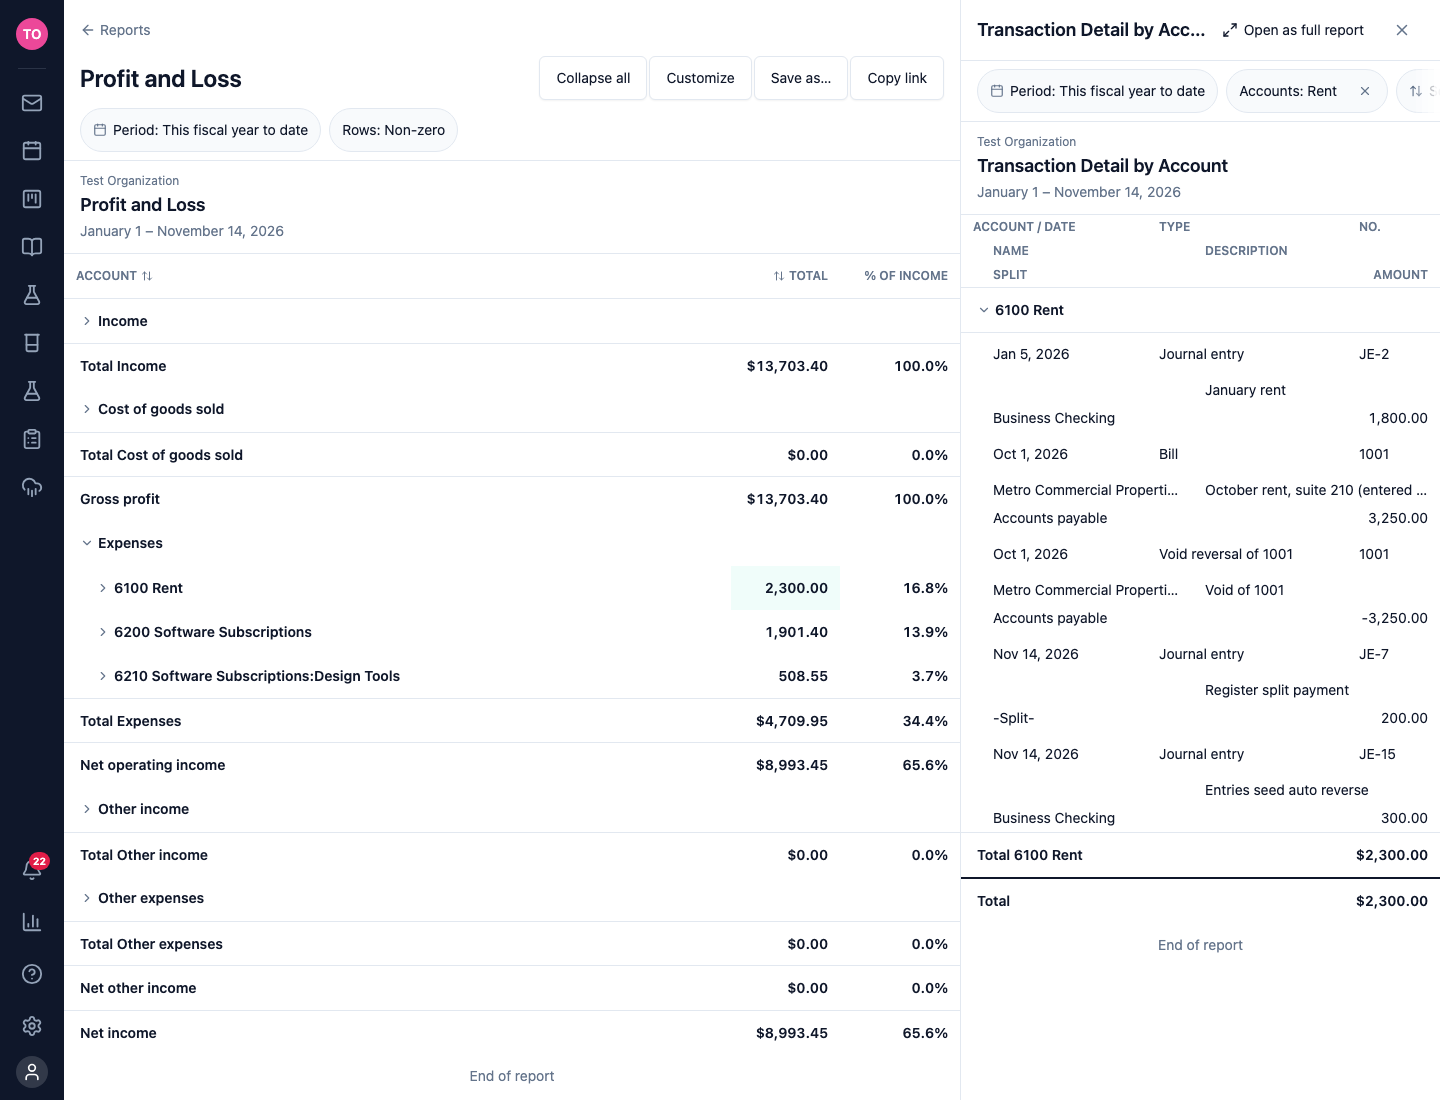 TO
22
Reports
Profit and Loss
Collapse all
Customize
Save as...
Copy link
Period: This fiscal year to date
Rows: Non-zero
Test Organization
Profit and Loss
January 1 – November 14, 2026
ACCOUNT TOTAL % OF INCOME
Income
Total Income $13,703.40 100.0%
Cost of goods sold
Total Cost of goods sold $0.00 0.0%
Gross profit $13,703.40 100.0%
Expenses
6100 Rent 2,300.00 16.8%
6200 Software Subscriptions 1,901.40 13.9%
6210 Software Subscriptions:Design Tools 508.55 3.7%
Total Expenses $4,709.95 34.4%
Net operating income $8,993.45 65.6%
Other income
Total Other income $0.00 0.0%
Other expenses
Total Other expenses $0.00 0.0%
Net other income $0.00 0.0%
Net income $8,993.45 65.6%
End of report
Transaction Detail by Acc...
Open as full report
Period: This fiscal year to date
Accounts: Rent
Test Organization
Transaction Detail by Account
January 1 – November 14, 2026
ACCOUNT / DATE TYPE NO.
NAME DESCRIPTION
SPLIT AMOUNT
6100 Rent
Jan 5, 2026 Journal entry JE-2
January rent
Business Checking 1,800.00
Oct 1, 2026 Bill 1001
Metro Commercial Properti... October rent, suite 210 (entered ...
Accounts payable 3,250.00
Oct 1, 2026 Void reversal of 1001 1001
Metro Commercial Properti... Void of 1001
Accounts payable -3,250.00
Nov 14, 2026 Journal entry JE-7
Register split payment
-Split- 200.00
Nov 14, 2026 Journal entry JE-15
Entries seed auto reverse
Business Checking 300.00
Total 6100 Rent $2,300.00
Total $2,300.00
End of report